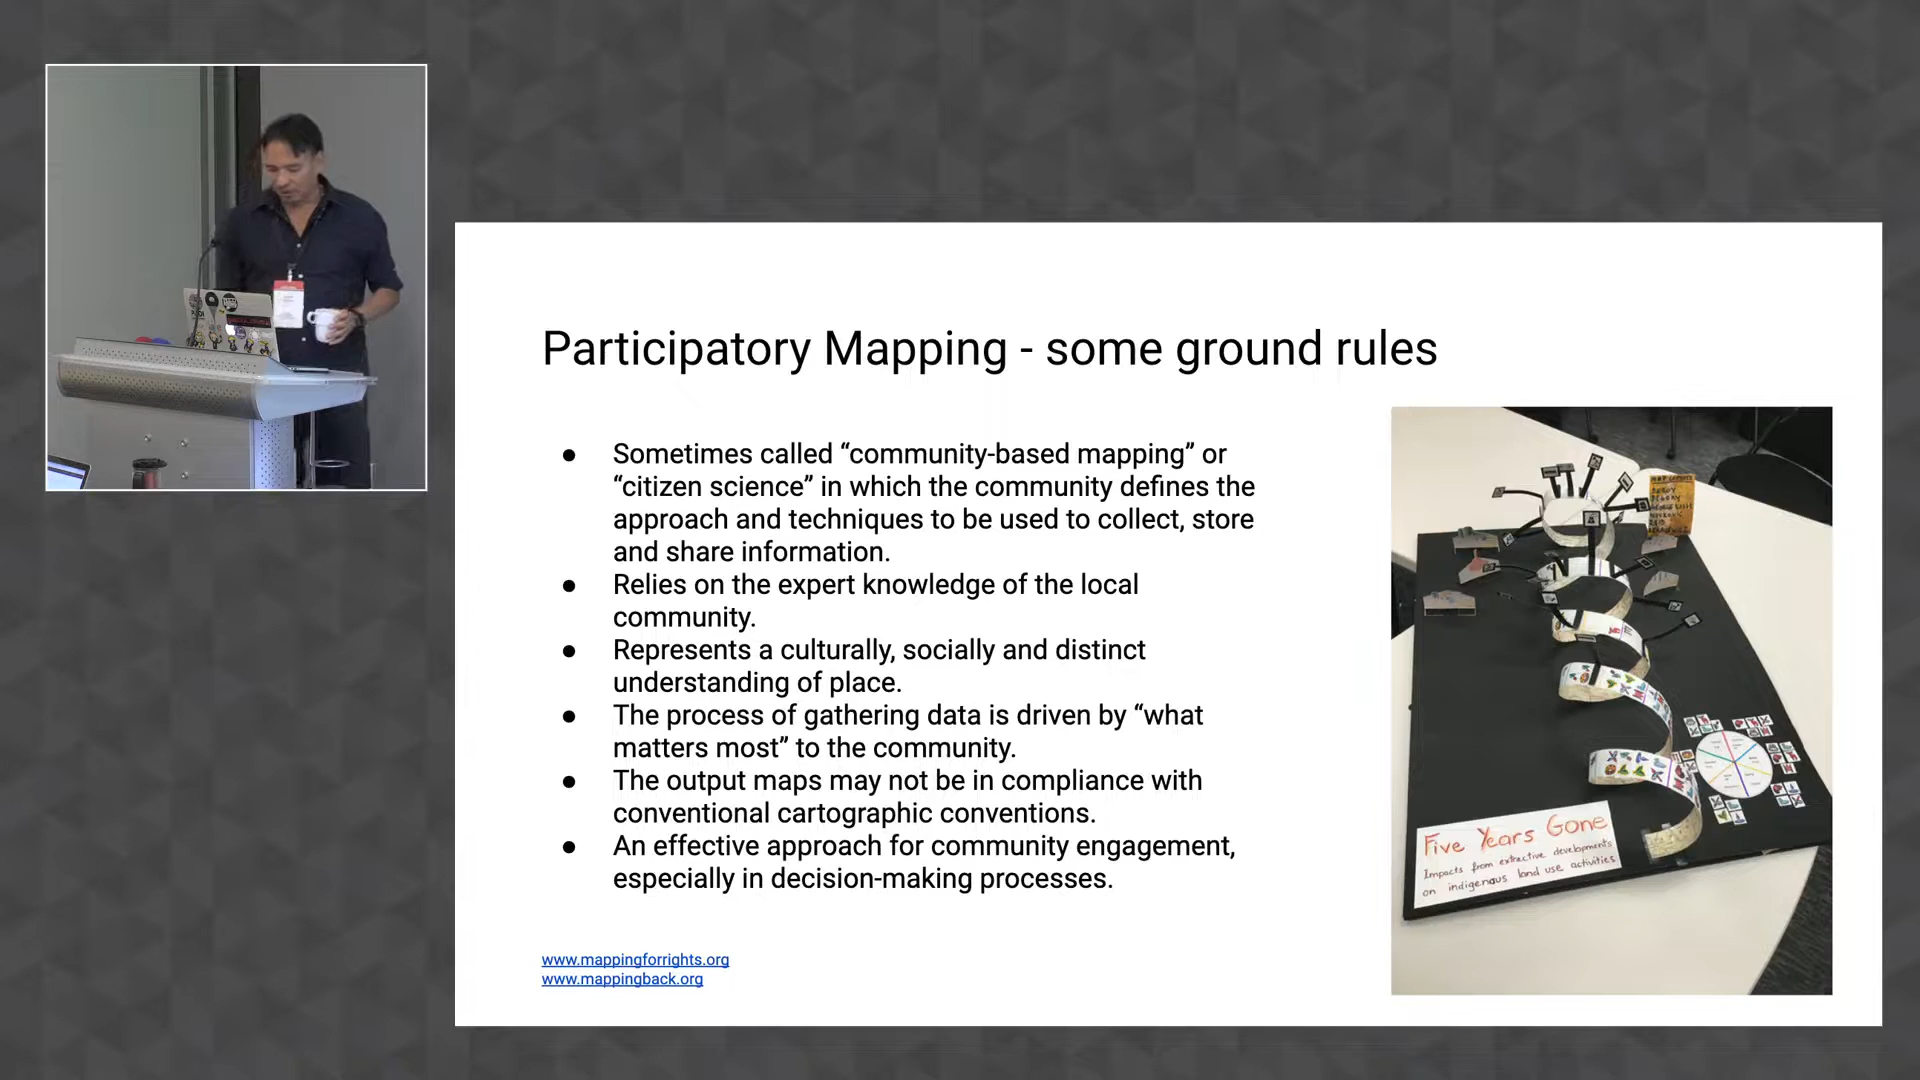 Participatory Mapping - some ground rules
● Sometimes called “community-based mapping” or
“citizen science” in which the community defines the
approach and techniques to be used to collect, store
and share information.
● Relies on the expert knowledge of the local
community.
● Represents a culturally, socially and distinct
understanding of place.
● The process of gathering data is driven by “what
matters most” to the community.
● The output maps may not be in compliance with
conventional cartographic conventions.
● An effective approach for community engagement,
especially in decision-making processes.
www.mappingforrights.org
www.mappingback.org
Five Years Gone
Impacts from extractive developments
on indigenous land use activities